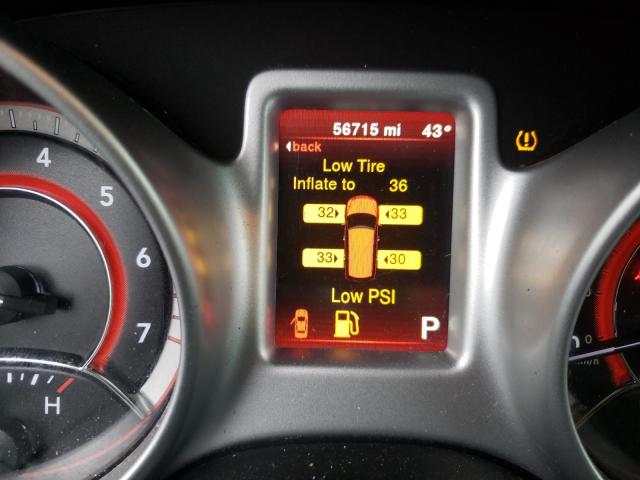 56715 mi 43°
back
Low Tire
Inflate to 36
32 33
33 30
Low PSI
P
4
5
6
7
H
0